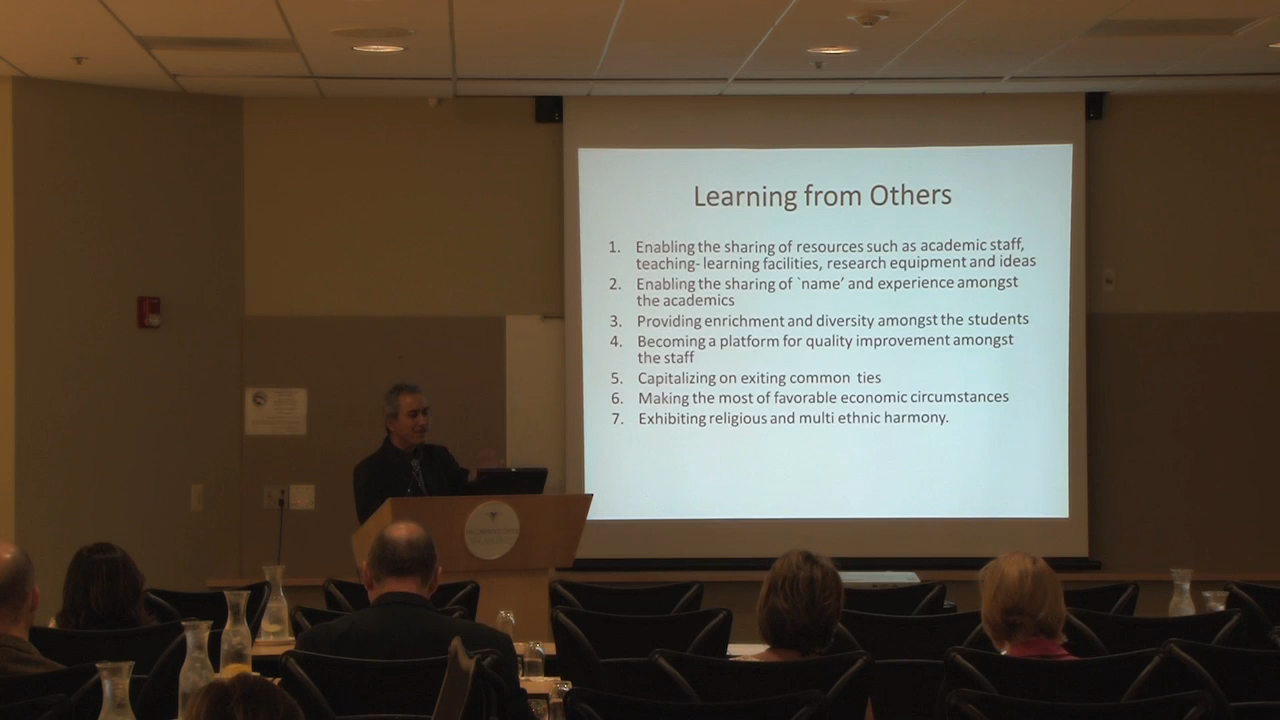 Learning from Others
1. Enabling the sharing of resources such as academic staff,
teaching- learning facilities, research equipment and ideas
2. Enabling the sharing of `name' and experience amongst
the academics
3. Providing enrichment and diversity amongst the students
4. Becoming a platform for quality improvement amongst
the staff
5. Capitalizing on exiting common ties
6. Making the most of favorable economic circumstances
7. Exhibiting religious and multi ethnic harmony.